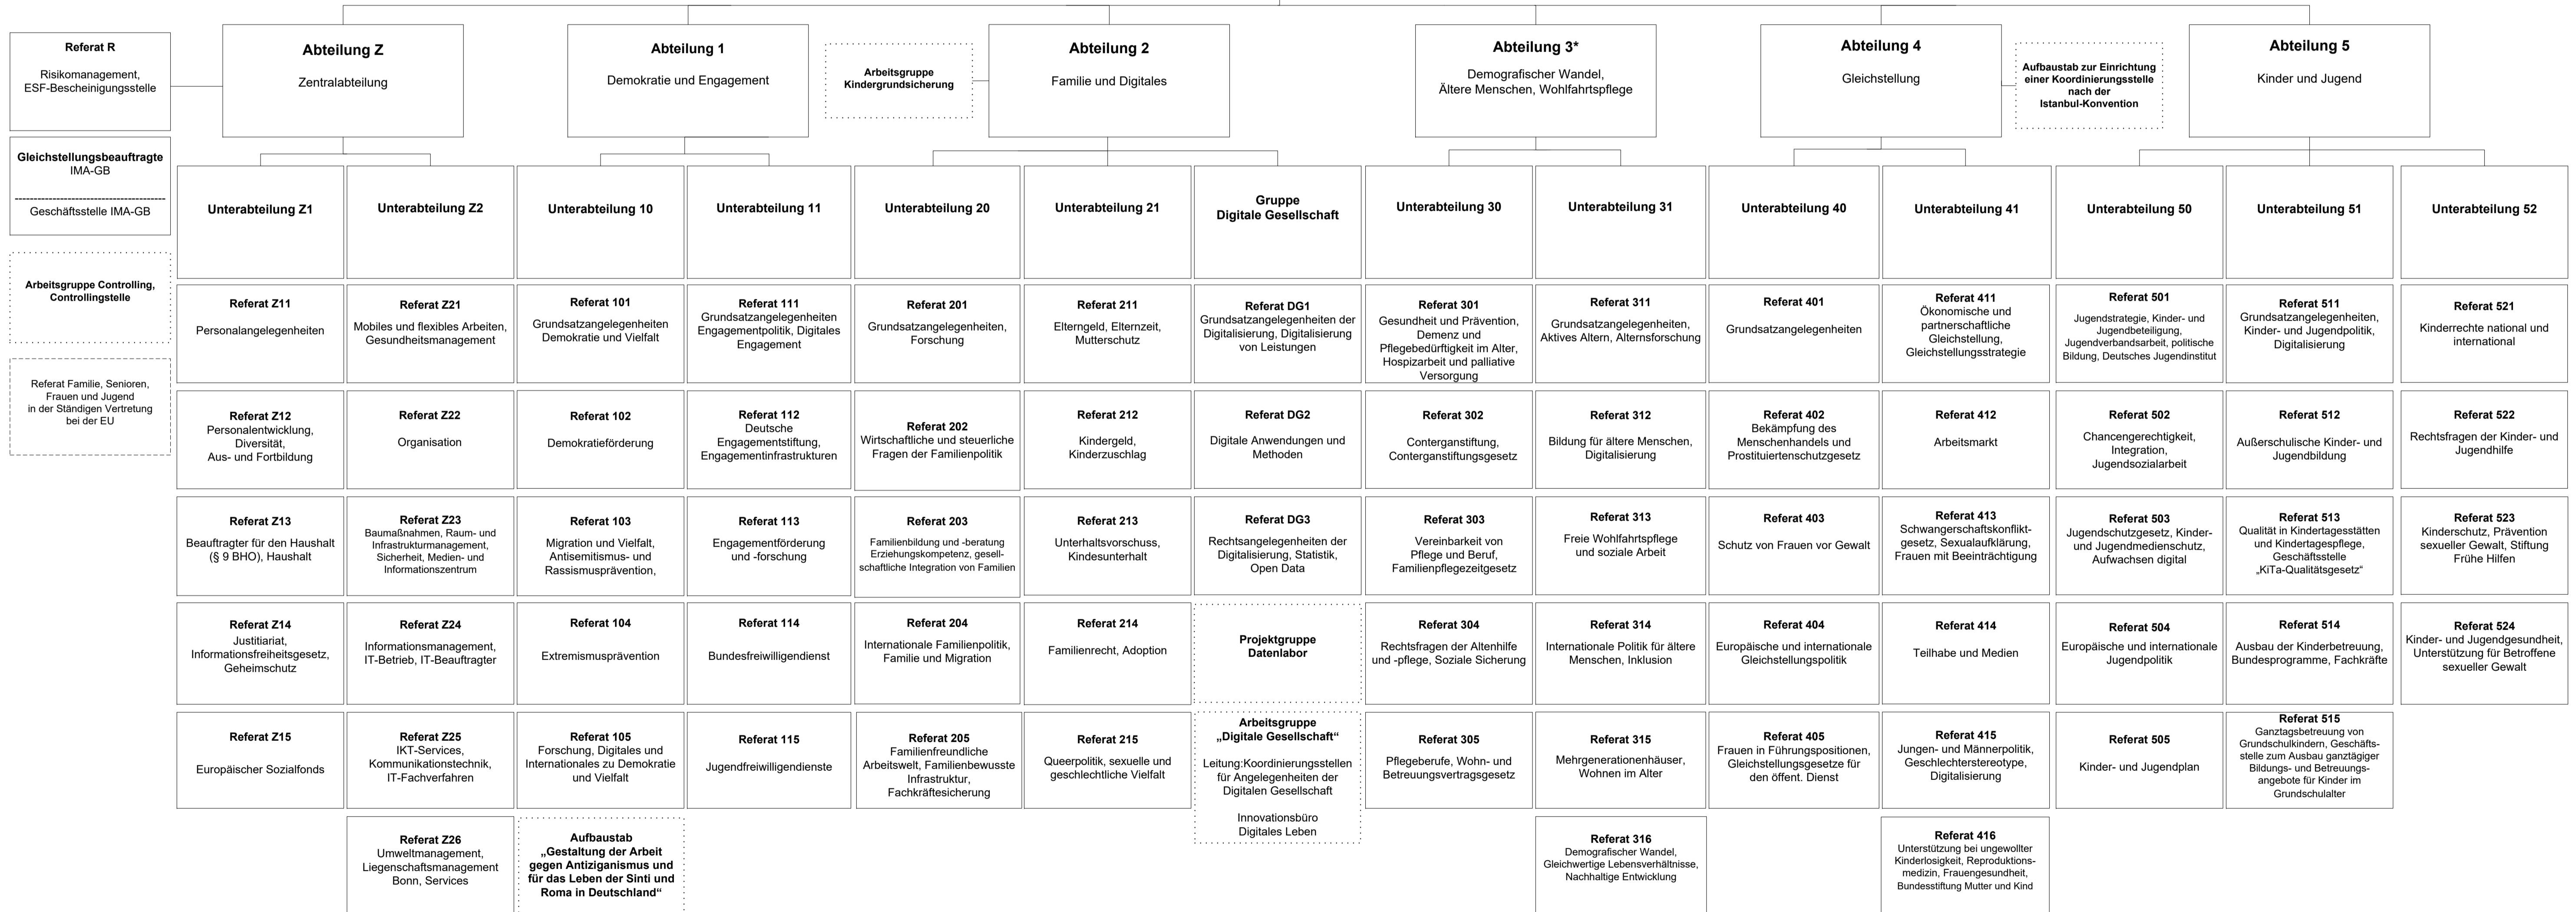 Referat R
Risikomanagement,
ESF-Bescheinigungsstelle
Abteilung Z
Zentralabteilung
Abteilung 1
Demokratie und Engagement
Arbeitsgruppe
Kindergrundsicherung
Abteilung 2
Familie und Digitales
Abteilung 3*
Demografischer Wandel,
Ältere Menschen, Wohlfahrtspflege
Abteilung 4
Gleichstellung
Aufbaustab zur Einrichtung
einer Koordinierungsstelle
nach der
Istanbul-Konvention
Abteilung 5
Kinder und Jugend
Gleichstellungsbeauftragte
IMA-GB
Geschäftsstelle IMA-GB
Arbeitsgruppe Controlling,
Controllingstelle
Referat Familie, Senioren,
Frauen und Jugend
in der Ständigen Vertretung
bei der EU
Unterabteilung Z1
Unterabteilung Z2
Unterabteilung 10
Unterabteilung 11
Unterabteilung 20
Unterabteilung 21
Gruppe
Digitale Gesellschaft
Unterabteilung 30
Unterabteilung 31
Unterabteilung 40
Unterabteilung 41
Unterabteilung 50
Unterabteilung 51
Unterabteilung 52
Referat Z11
Personalangelegenheiten
Referat Z21
Mobiles und flexibles Arbeiten,
Gesundheitsmanagement
Referat 101
Grundsatzangelegenheiten
Demokratie und Vielfalt
Referat 111
Grundsatzangelegenheiten
Engagementpolitik, Digitales
Engagement
Referat 201
Grundsatzangelegenheiten,
Forschung
Referat 211
Elterngeld, Elternzeit,
Mutterschutz
Referat DG1
Grundsatzangelegenheiten der
Digitalisierung, Digitalisierung
von Leistungen
Referat 301
Gesundheit und Prävention,
Demenz und
Pflegebedürftigkeit im Alter,
Hospizarbeit und palliative
Versorgung
Referat 311
Grundsatzangelegenheiten,
Aktives Altern, Alternsforschung
Referat 401
Grundsatzangelegenheiten
Referat 411
Ökonomische und
partnerschaftliche
Gleichstellung,
Gleichstellungsstrategie
Referat 501
Jugendstrategie, Kinder- und
Jugendbeteiligung,
Jugendverbandsarbeit, politische
Bildung, Deutsches Jugendinstitut
Referat 511
Grundsatzangelegenheiten,
Kinder- und Jugendpolitik,
Digitalisierung
Referat 521
Kinderrechte national und
international
Referat Z12
Personalentwicklung,
Diversität,
Aus- und Fortbildung
Referat Z22
Organisation
Referat 102
Demokratieförderung
Referat 112
Deutsche
Engagementstiftung,
Engagementinfrastrukturen
Referat 202
Wirtschaftliche und steuerliche
Fragen der Familienpolitik
Referat 212
Kindergeld,
Kinderzuschlag
Referat DG2
Digitale Anwendungen und
Methoden
Referat 302
Conterganstiftung,
Conterganstiftungsgesetz
Referat 312
Bildung für ältere Menschen,
Digitalisierung
Referat 402
Bekämpfung des
Menschenhandels und
Prostituiertenschutzgesetz
Referat 412
Arbeitsmarkt
Referat 502
Chancengerechtigkeit,
Integration,
Jugendsozialarbeit
Referat 512
Außerschulische Kinder- und
Jugendbildung
Referat 522
Rechtsfragen der Kinder- und
Jugendhilfe
Referat Z13
Beauftragter für den Haushalt
(§ 9 BHO), Haushalt
Referat Z23
Baumaßnahmen, Raum- und
Infrastrukturmanagement,
Sicherheit, Medien- und
Informationszentrum
Referat 103
Migration und Vielfalt,
Antisemitismus- und
Rassismusprävention,
Referat 113
Engagementförderung
und -forschung
Referat 203
Familienbildung und -beratung
Erziehungskompetenz, gesell-
schaftliche Integration von Familien
Referat 213
Unterhaltsvorschuss,
Kindesunterhalt
Referat DG3
Rechtsangelegenheiten der
Digitalisierung, Statistik,
Open Data
Referat 303
Vereinbarkeit von
Pflege und Beruf,
Familienpflegezeitgesetz
Referat 313
Freie Wohlfahrtspflege
und soziale Arbeit
Referat 403
Schutz von Frauen vor Gewalt
Referat 413
Schwangerschaftskonflikt-
gesetz, Sexualaufklärung,
Frauen mit Beeinträchtigung
Referat 503
Jugendschutzgesetz, Kinder-
und Jugendmedienschutz,
Aufwachsen digital
Referat 513
Qualität in Kindertagesstätten
und Kindertagespflege,
Geschäftsstelle
„KiTa-Qualitätsgesetz“
Referat 523
Kinderschutz, Prävention
sexueller Gewalt, Stiftung
Frühe Hilfen
Referat Z14
Justitiariat,
Informationsfreiheitsgesetz,
Geheimschutz
Referat Z24
Informationsmanagement,
IT-Betrieb, IT-Beauftragter
Referat 104
Extremismusprävention
Referat 114
Bundesfreiwilligendienst
Referat 204
Internationale Familienpolitik,
Familie und Migration
Referat 214
Familienrecht, Adoption
Projektgruppe
Datenlabor
Referat 304
Rechtsfragen der Altenhilfe
und -pflege, Soziale Sicherung
Referat 314
Internationale Politik für ältere
Menschen, Inklusion
Referat 404
Europäische und internationale
Gleichstellungspolitik
Referat 414
Teilhabe und Medien
Referat 504
Europäische und internationale
Jugendpolitik
Referat 514
Ausbau der Kinderbetreuung,
Bundesprogramme, Fachkräfte
Referat 524
Kinder- und Jugendgesundheit,
Unterstützung für Betroffene
sexueller Gewalt
Referat Z15
Europäischer Sozialfonds
Referat Z25
IKT-Services,
Kommunikationstechnik,
IT-Fachverfahren
Referat 105
Forschung, Digitales und
Internationales zu Demokratie
und Vielfalt
Referat 115
Jugendfreiwilligendienste
Referat 205
Familienfreundliche
Arbeitswelt, Familienbewusste
Infrastruktur,
Fachkräftesicherung
Referat 215
Queerpolitik, sexuelle und
geschlechtliche Vielfalt
Arbeitsgruppe
„Digitale Gesellschaft“
Leitung:Koordinierungsstellen
für Angelegenheiten der
Digitalen Gesellschaft
Innovationsbüro
Digitales Leben
Referat 305
Pflegeberufe, Wohn- und
Betreuungsvertragsgesetz
Referat 315
Mehrgenerationenhäuser,
Wohnen im Alter
Referat 405
Frauen in Führungspositionen,
Gleichstellungsgesetze für
den öffent. Dienst
Referat 415
Jungen- und Männerpolitik,
Geschlechterstereotype,
Digitalisierung
Referat 505
Kinder- und Jugendplan
Referat 515
Ganztagsbetreuung von
Grundschulkindern, Geschäfts-
stelle zum Ausbau ganztägiger
Bildungs- und Betreuungs-
angebote für Kinder im
Grundschulalter
Referat Z26
Umweltmanagement,
Liegenschaftsmanagement
Bonn, Services
Aufbaustab
„Gestaltung der Arbeit
gegen Antiziganismus und
für das Leben der Sinti und
Roma in Deutschland“
Referat 316
Demografischer Wandel,
Gleichwertige Lebensverhältnisse,
Nachhaltige Entwicklung
Referat 416
Unterstützung bei ungewollter
Kinderlosigkeit, Reproduktions-
medizin, Frauengesundheit,
Bundesstiftung Mutter und Kind